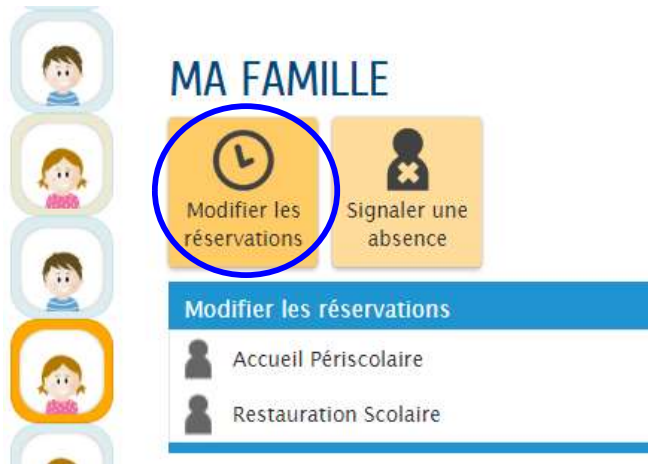 MA FAMILLE
Modifier les
réservations
Signaler une
absence
Modifier les réservations
Accueil Périscolaire
Restauration Scolaire